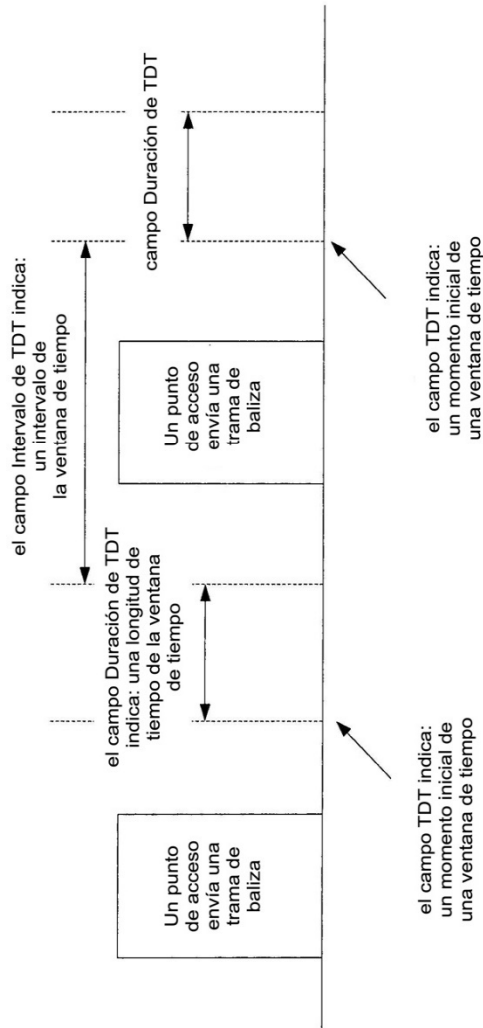 el campo Intervalo de TDT indica:
un intervalo de
la ventana de tiempo
el campo Duración de TDT
indica: una longitud de
tiempo de la ventana
de tiempo
campo Duración de TDT
Un punto
de acceso
envía una
trama de
baliza
Un punto
de acceso
envía una
trama de
baliza
el campo TDT indica:
un momento inicial de
una ventana de tiempo
el campo TDT indica:
un momento inicial de
una ventana de tiempo